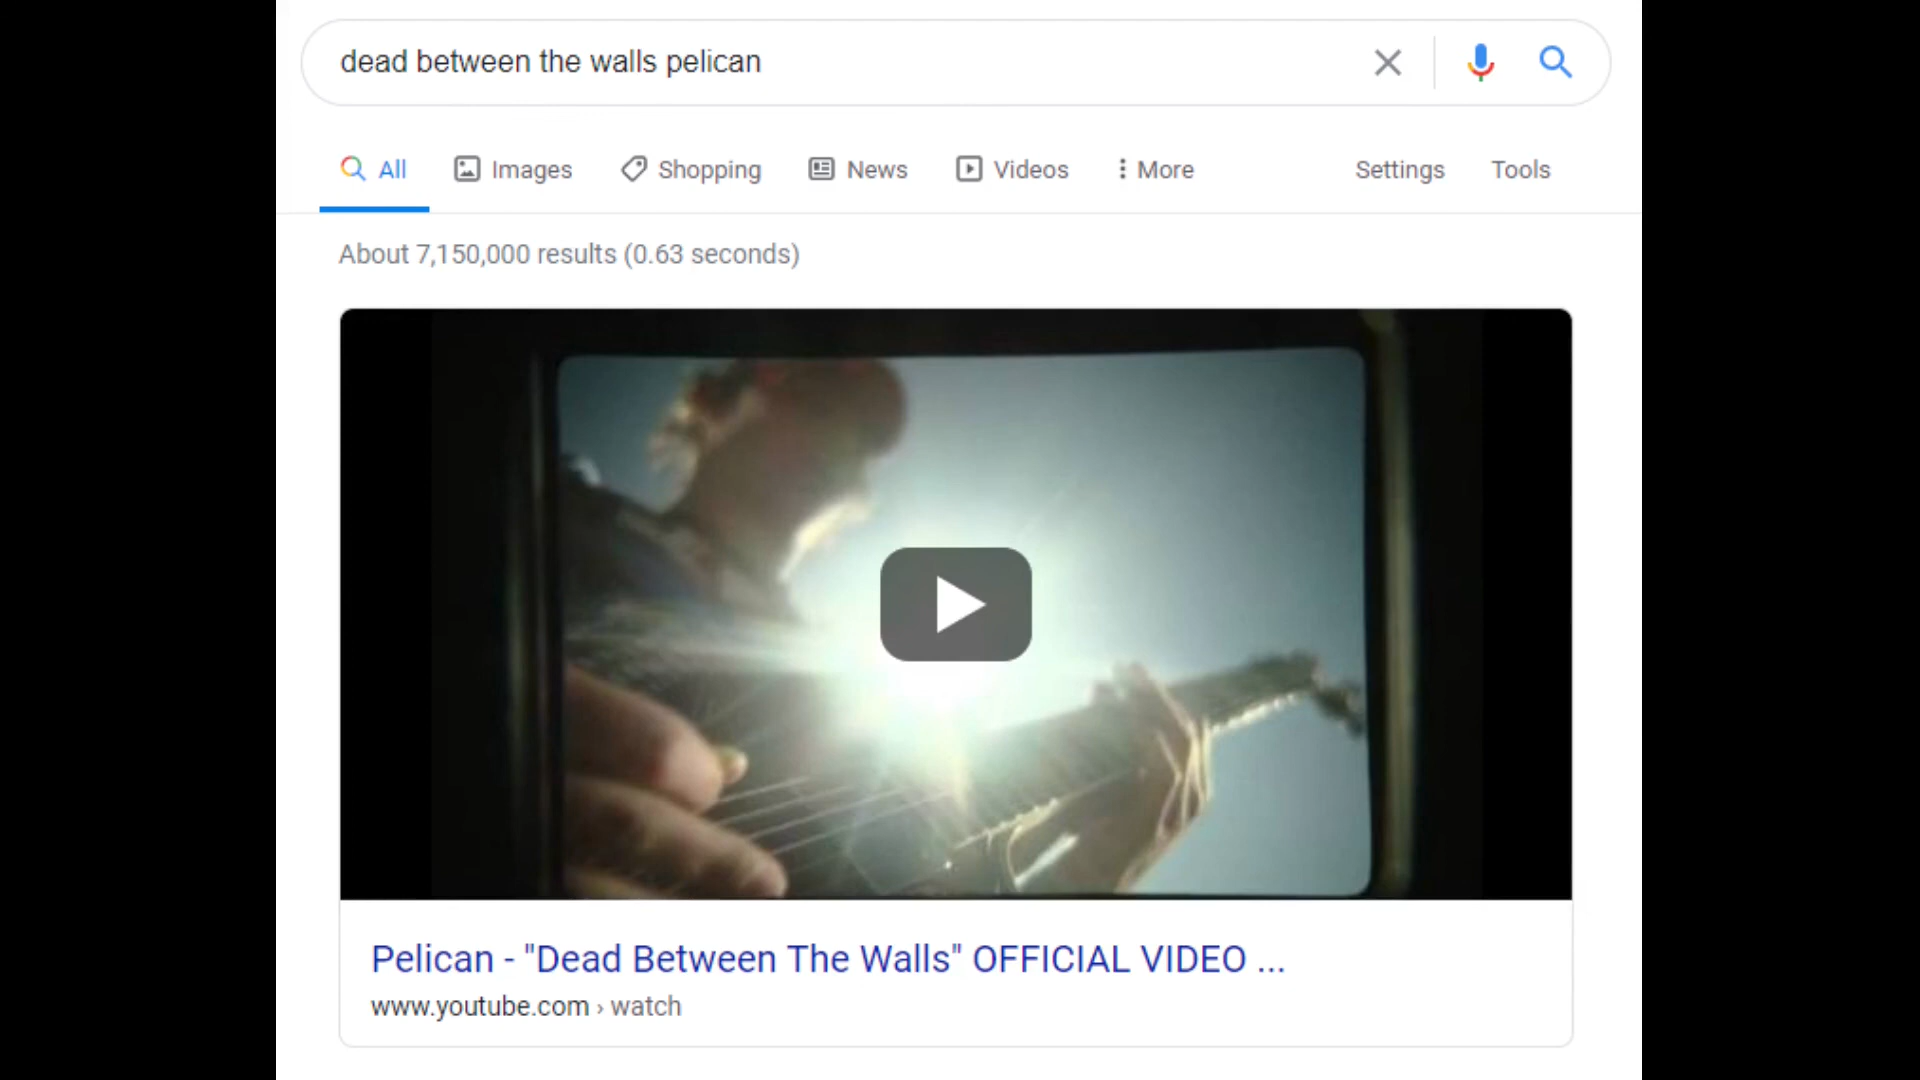 dead between the walls pelican
All Images Shopping News Videos More Settings Tools
About 7,150,000 results (0.63 seconds)
Pelican - "Dead Between The Walls" OFFICIAL VIDEO ...
www.youtube.com › watch